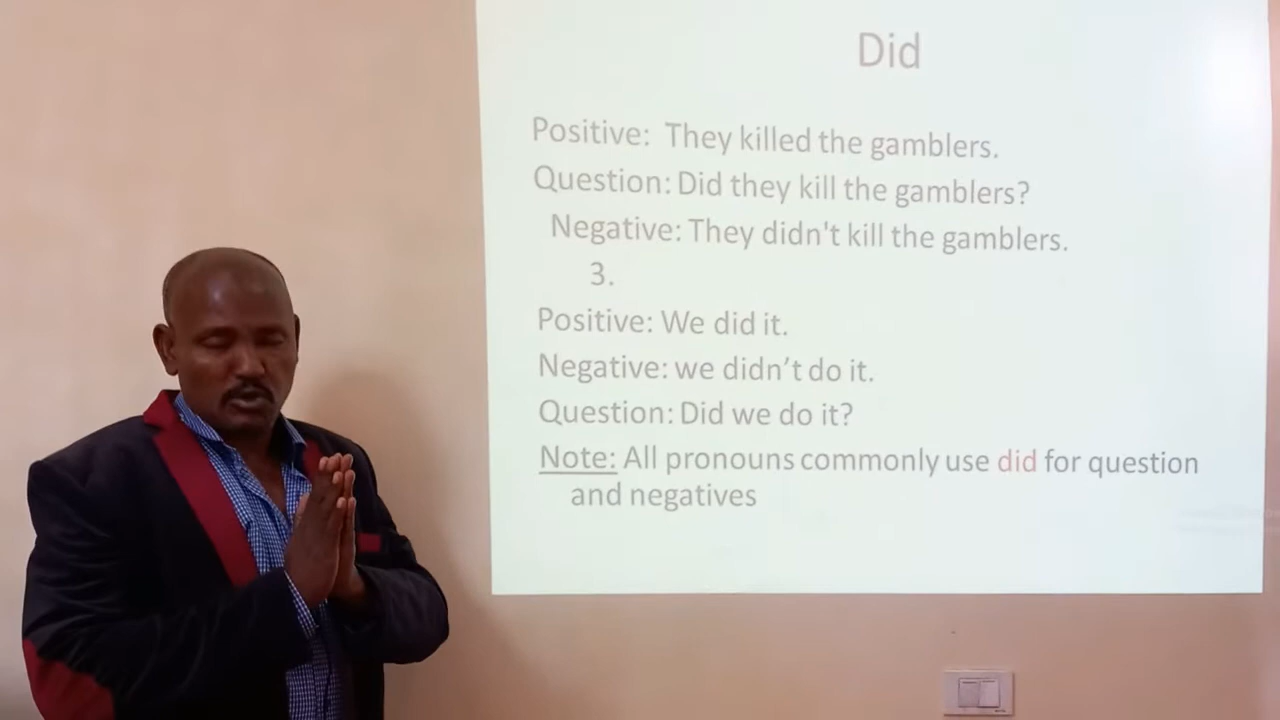 Did
Positive: They killed the gamblers.
Question: Did they kill the gamblers?
Negative: They didn't kill the gamblers.
3.
Positive: We did it.
Negative: we didn’t do it.
Question: Did we do it?
Note: All pronouns commonly use did for question
and negatives